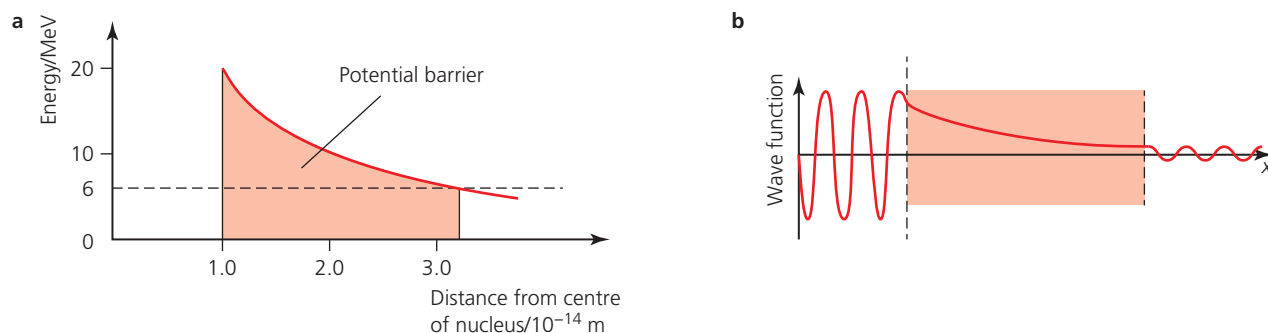 a
Energy/MeV
20
10
6
0
Potential barrier
1.0
2.0
3.0
Distance from centre
of nucleus/10⁻¹⁴ m
b
Wave function
x